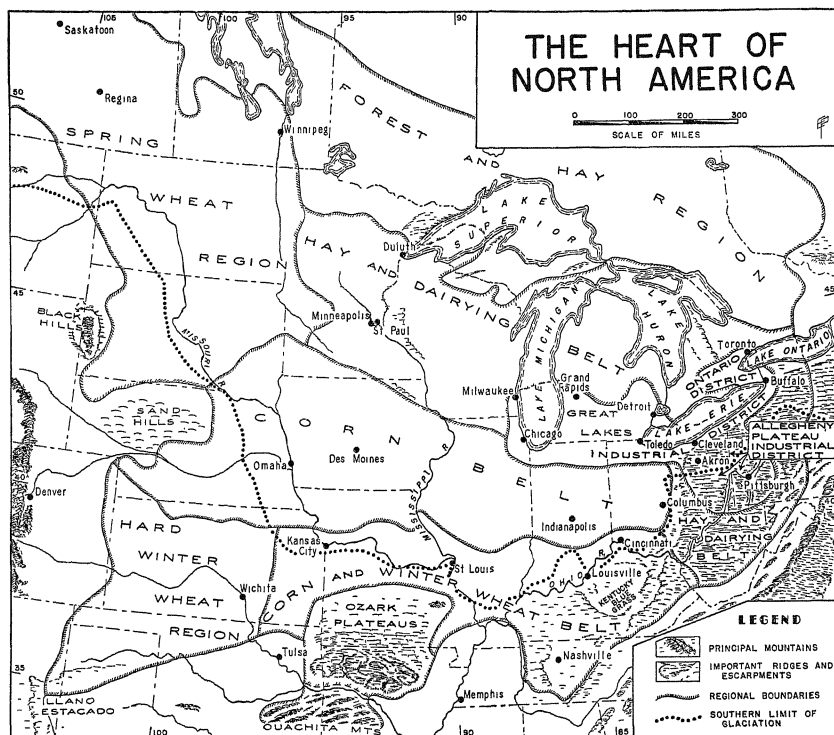 THE HEART OF
NORTH AMERICA
300
SCALE OF MILES
105
100
95
90
50
45
45
35
100
90
85
Saskatoon
Regina
Winnipeg
SPRING
WHEAT
REGION
FOREST
AND
HAY
REGION
LAKE
SUPERIOR
Duluth
HAY AND
DAIRYING
BELT
Minneapolis
St Paul
LAKE MICHIGAN
LAKE
HURON
BLACK
HILLS
MISSOURI R
SAND
HILLS
Toronto
LAKE ONTARIO
ONTARIO
DISTRICT
Buffalo
Milwaukee
Grand
Rapids
Detroit
GREAT
LAKES
LAKE ERIE
DISTRICT
ALLEGHENY
PLATEAU
INDUSTRIAL
DISTRICT
Chicago
Toledo
Cleveland
INDUSTRIAL
Akron
Pittsburgh
CORN
BELT
Des Moines
Omaha
MISSISSIPPI R
Denver
Columbus
Indianapolis
HAY AND
DAIRYING
BELT
Cincinnati
HARD
WINTER
WHEAT
REGION
Kansas
City
St Louis
OHIO R
Louisville
KENTUCKY
BLUE
GRASS
Wichita
CORN AND WINTER WHEAT BELT
OZARK
PLATEAUS
Tulsa
Nashville
Memphis
LLANO
ESTACADO
OUACHITA MTS
LEGEND
PRINCIPAL MOUNTAINS
IMPORTANT RIDGES AND
ESCARPMENTS
REGIONAL BOUNDARIES
SOUTHERN LIMIT OF
GLACIATION